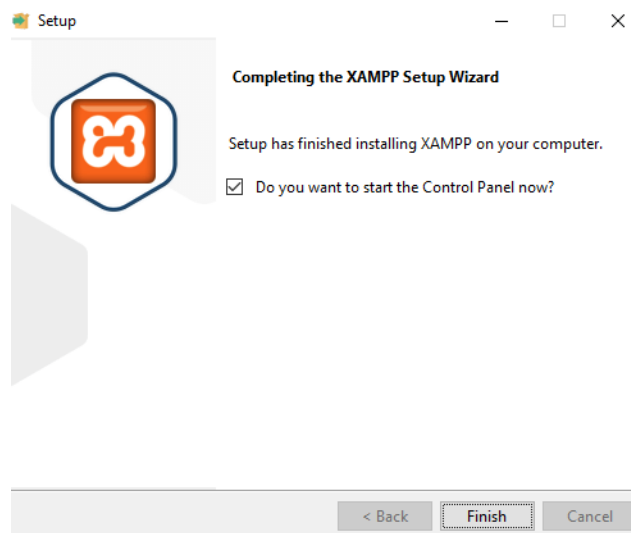 Setup
Completing the XAMPP Setup Wizard
Setup has finished installing XAMPP on your computer.
Do you want to start the Control Panel now?
< Back
Finish
Cancel